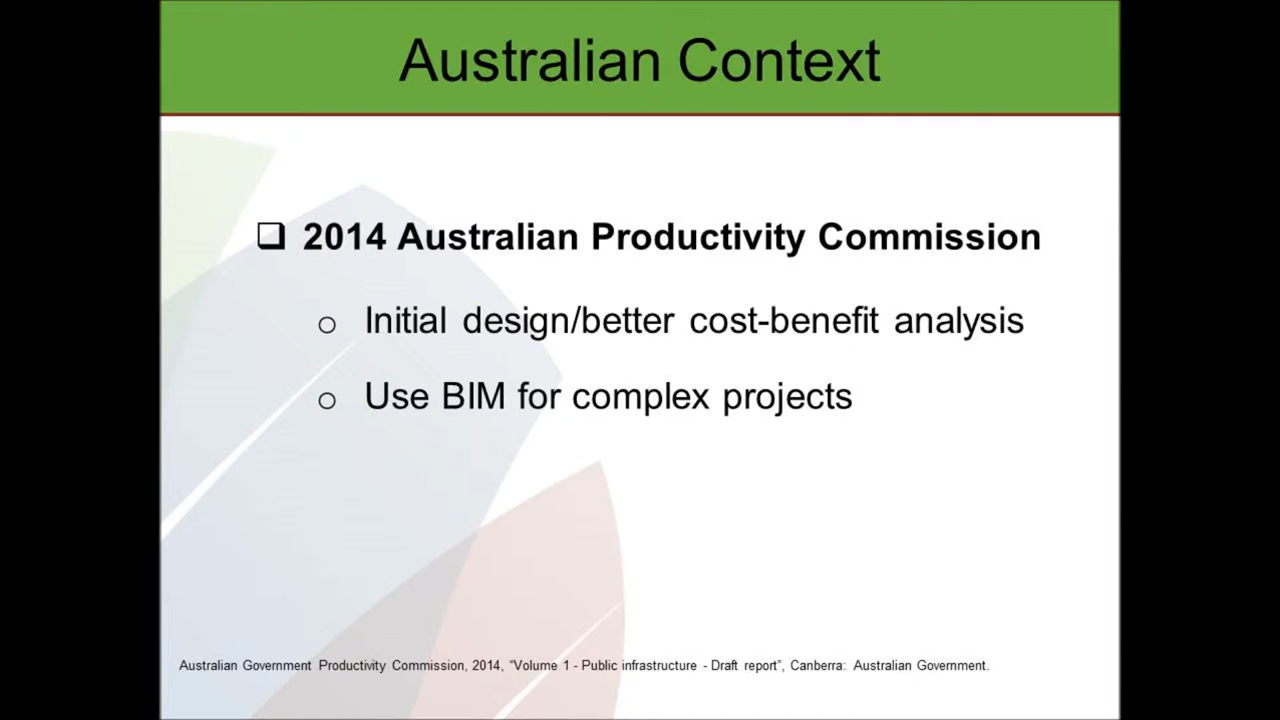 Australian Context
❑ 2014 Australian Productivity Commission
o Initial design/better cost-benefit analysis
o Use BIM for complex projects
Australian Government Productivity Commission, 2014, “Volume 1 - Public infrastructure - Draft report”, Canberra: Australian Government.